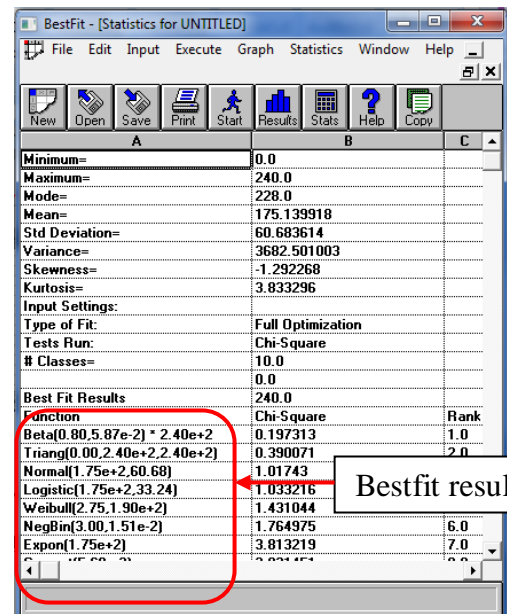 BestFit - [Statistics for UNTITLED]
File Edit Input Execute Graph Statistics Window Help
New Open Save Print Start Results Stats Help Copy
A B C
Minimum= 0.0
Maximum= 240.0
Mode= 228.0
Mean= 175.139918
Std Deviation= 60.683614
Variance= 3682.501003
Skewness= -1.292268
Kurtosis= 3.833296
Input Settings:
Type of Fit: Full Optimization
Tests Run: Chi-Square
# Classes= 10.0
0.0
Best Fit Results 240.0
Function Chi-Square Rank
Beta(0.80,5.87e-2) * 2.40e+2 0.197313 1.0
Triang(0.00,2.40e+2,2.40e+2) 0.390071 2.0
Normal(1.75e+2,60.68) 1.01743
Logistic(1.75e+2,33.24) 1.033216
Bestfit resul
Weibull(2.75,1.90e+2) 1.431044
NegBin(3.00,1.51e-2) 1.764975 6.0
Expon(1.75e+2) 3.813219 7.0